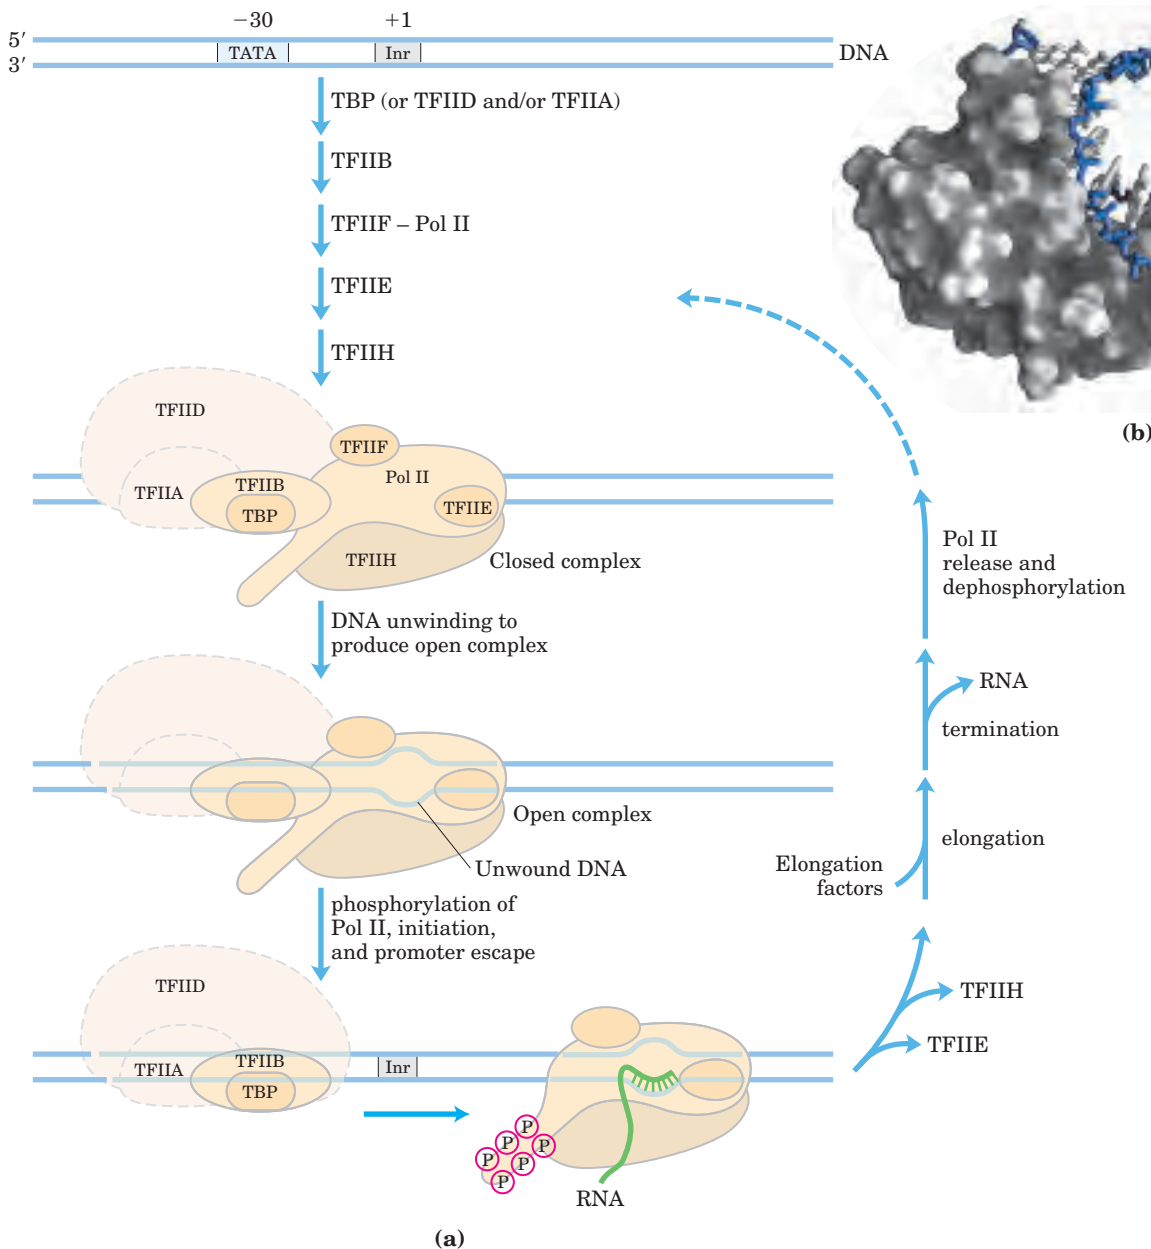 −30
+1
5′
TATA
Inr
DNA
3′
TBP (or TFIID and/or TFIIA)
TFIIB
TFIIF – Pol II
TFIIE
TFIIH
(b)
TFIID
TFIIF
Pol II
TFIIA
TFIIB
TBP
TFIIE
TFIIH
Closed complex
Pol II
release and
dephosphorylation
DNA unwinding to
produce open complex
RNA
termination
Open complex
Unwound DNA
elongation
Elongation
factors
phosphorylation of
Pol II, initiation,
and promoter escape
TFIID
TFIIH
TFIIE
TFIIA
TFIIB
TBP
Inr
P
P
P
P
P
P
RNA
(a)